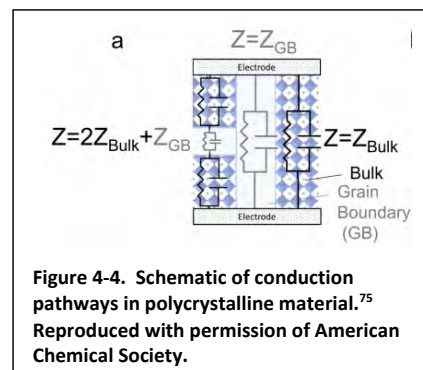 a
Z=Z_GB
Electrode
Z=2Z_Bulk+Z_GB
Z=Z_Bulk
Bulk
Grain
Boundary
(GB)
Electrode
Figure 4-4. Schematic of conduction
pathways in polycrystalline material.⁷⁵
Reproduced with permission of American
Chemical Society.